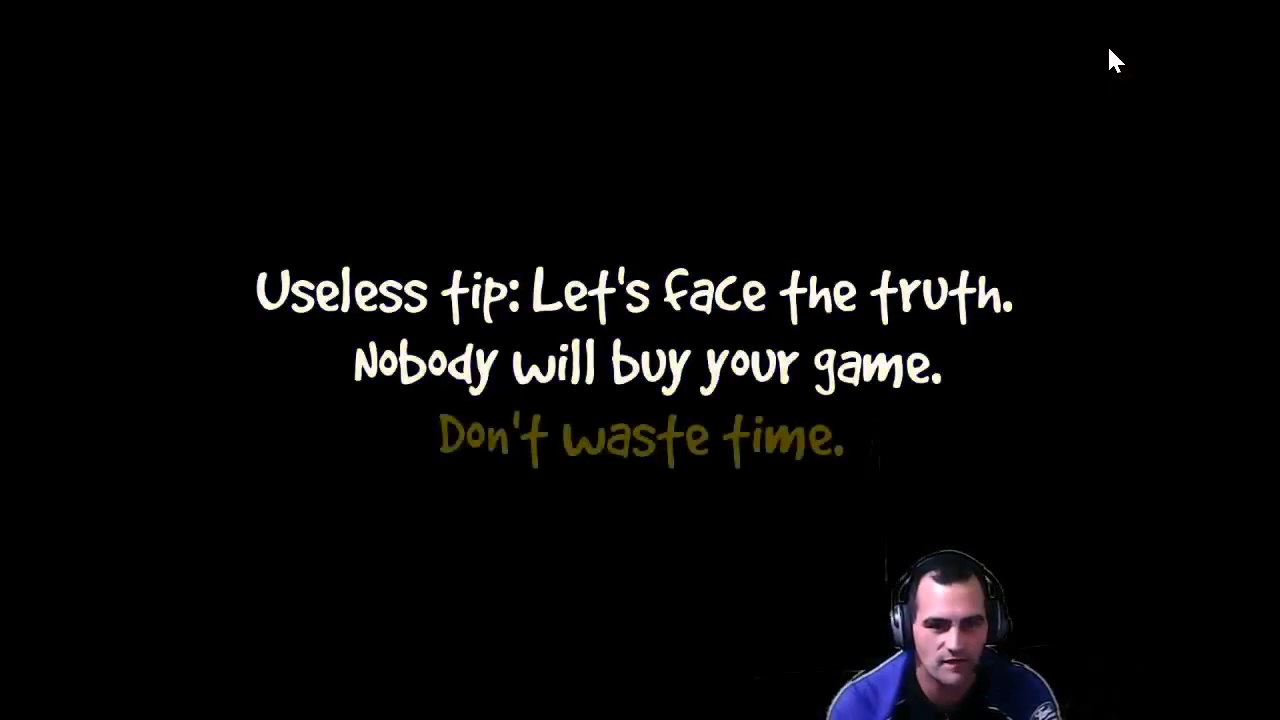 Useless tip: Let's face the truth.
Nobody will buy your game.
Don't waste time.